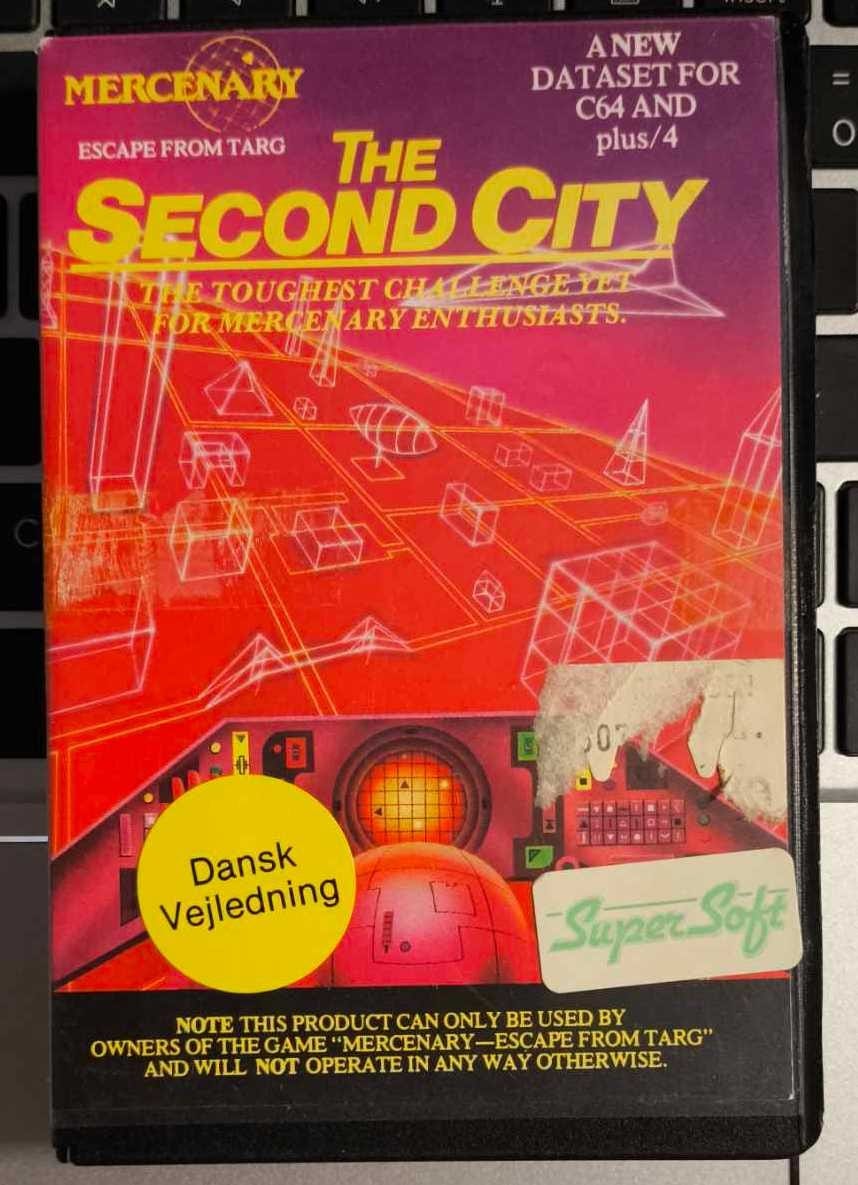 MERCENARY
ESCAPE FROM TARG
A NEW
DATASET FOR
C64 AND
plus/4
THE
SECOND CITY
THE TOUGHEST CHALLENGE YET
FOR MERCENARY ENTHUSIASTS.
Dansk
Vejledning
Super Soft
NOTE THIS PRODUCT CAN ONLY BE USED BY
OWNERS OF THE GAME "MERCENARY—ESCAPE FROM TARG"
AND WILL NOT OPERATE IN ANY WAY OTHERWISE.